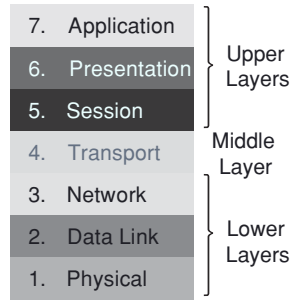 7. Application
6. Presentation
5. Session
4. Transport
3. Network
2. Data Link
1. Physical
Upper
Layers
Middle
Layer
Lower
Layers